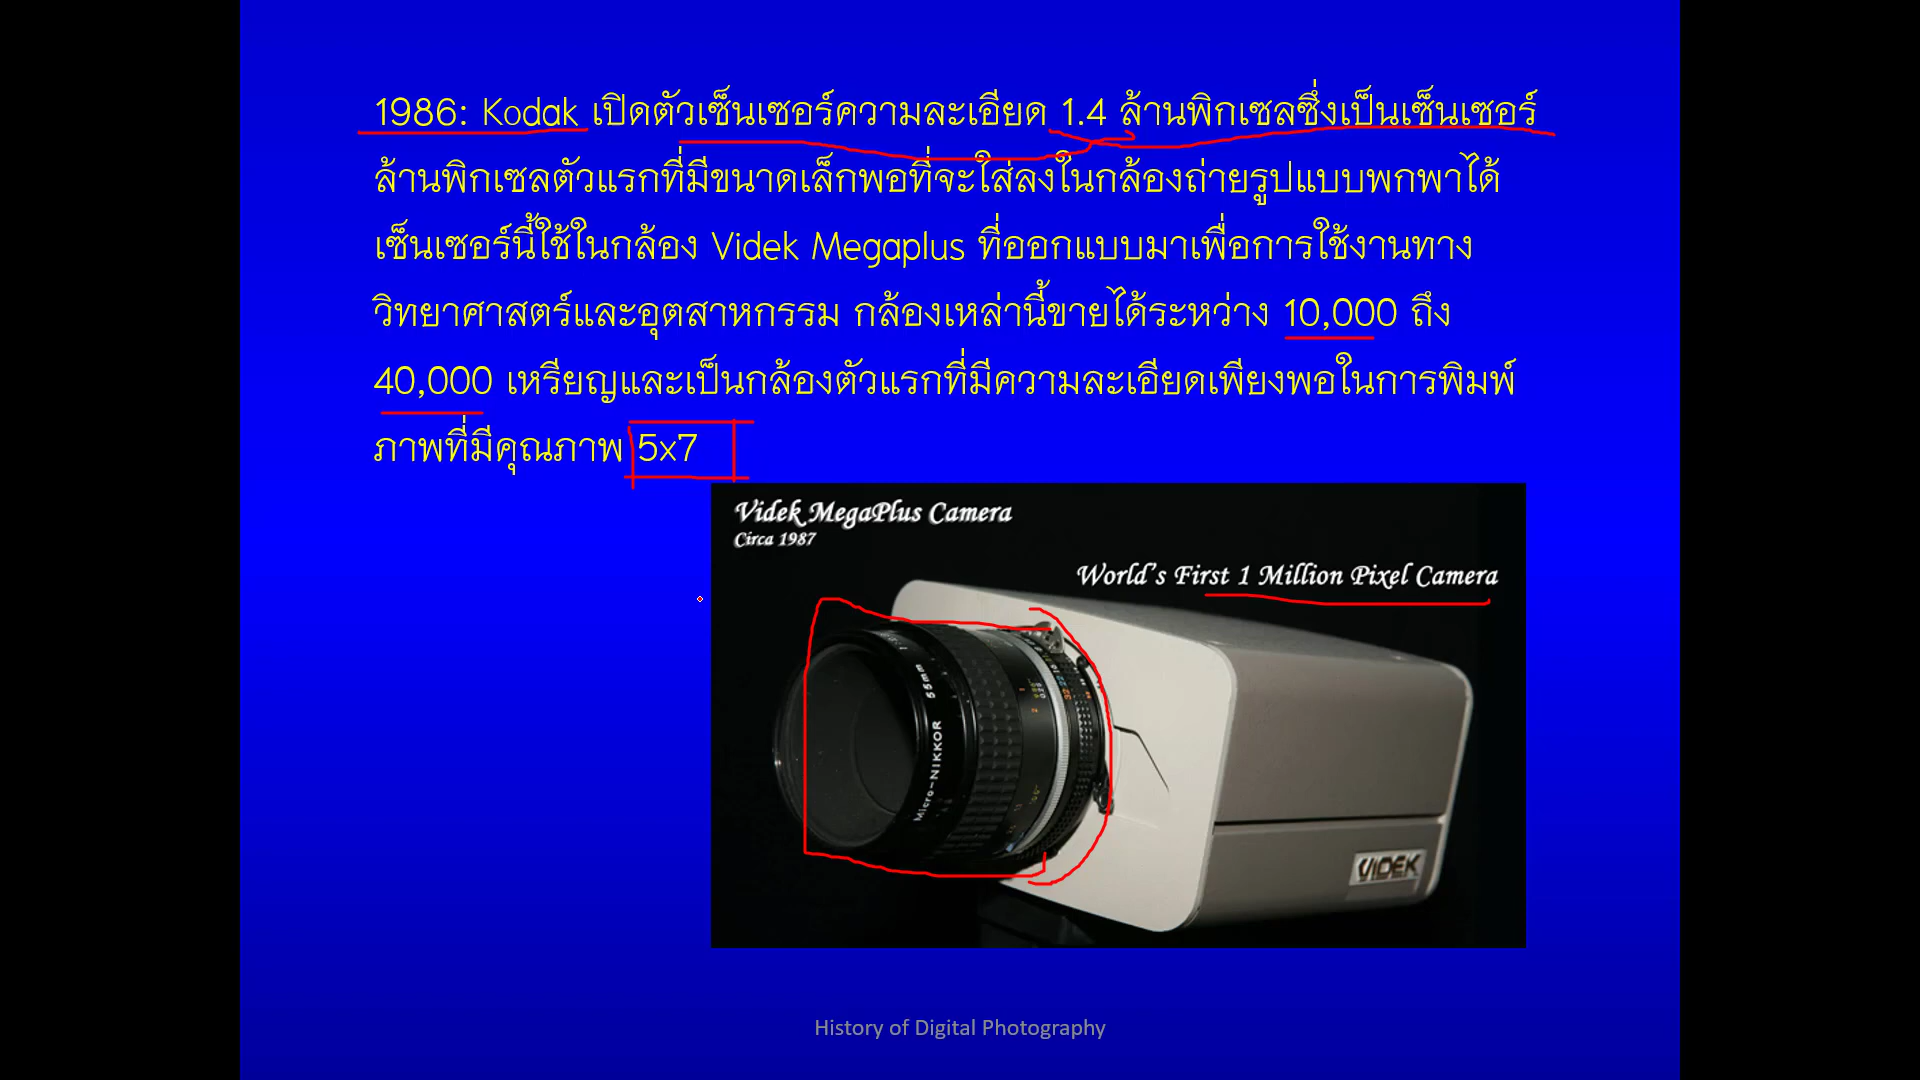 1986: Kodak เปิดตัวเซ็นเซอร์ความละเอียด 1.4 ล้านพิกเซลซึ่งเป็นเซ็นเซอร์
ล้านพิกเซลตัวแรกที่มีขนาดเล็กพอที่จะใส่ลงในกล้องถ่ายรูปแบบพกพาได้
เซ็นเซอร์นี้ใช้ในกล้อง Videk Megaplus ที่ออกแบบมาเพื่อการใช้งานทาง
วิทยาศาสตร์และอุตสาหกรรม กล้องเหล่านี้ขายได้ระหว่าง 10,000 ถึง
40,000 เหรียญและเป็นกล้องตัวแรกที่มีความละเอียดเพียงพอในการพิมพ์
ภาพที่มีคุณภาพ 5x7
Videk MegaPlus Camera
Circa 1987
World's First 1 Million Pixel Camera
Micro-NIKKOR 55mm
VIDEK
History of Digital Photography